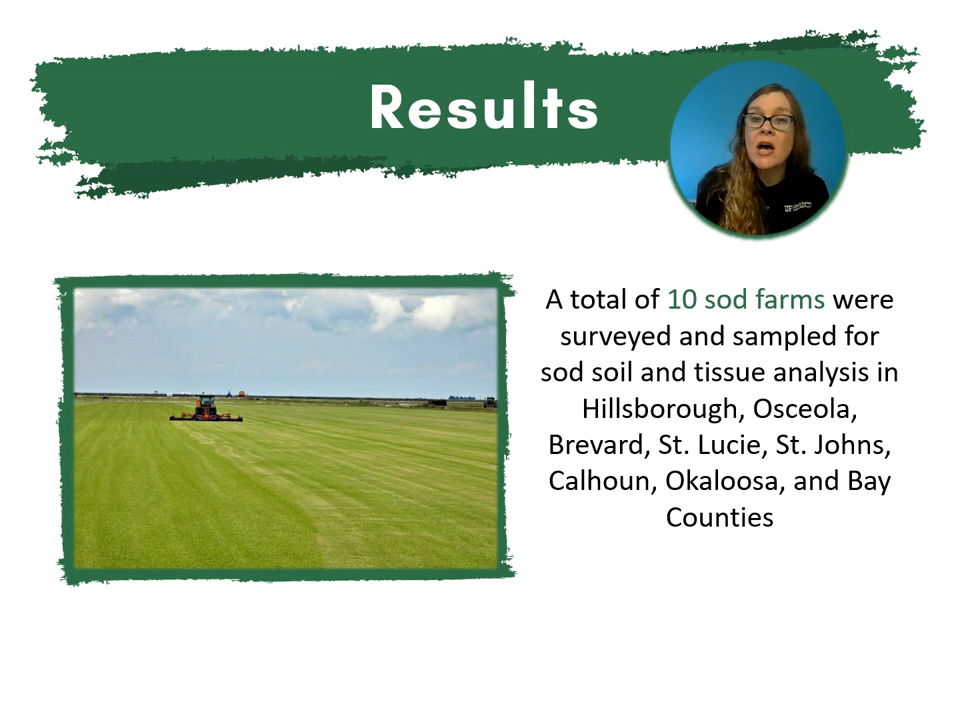 Results
UF
A total of 10 sod farms were
surveyed and sampled for
sod soil and tissue analysis in
Hillsborough, Osceola,
Brevard, St. Lucie, St. Johns,
Calhoun, Okaloosa, and Bay
Counties